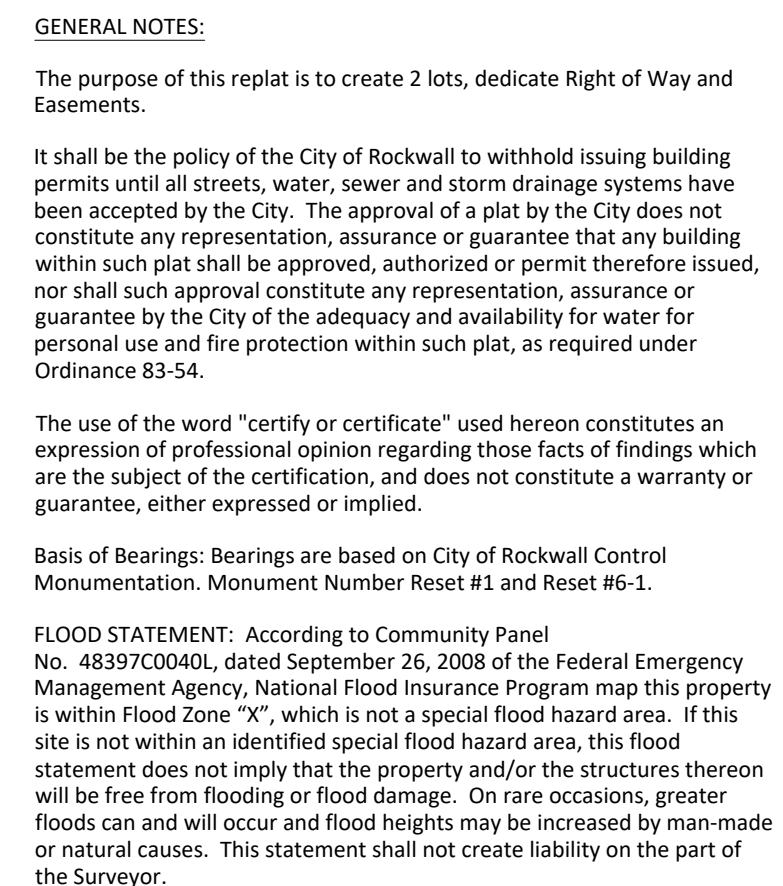 GENERAL NOTES:
The purpose of this replat is to create 2 lots, dedicate Right of Way and
Easements.
It shall be the policy of the City of Rockwall to withhold issuing building
permits until all streets, water, sewer and storm drainage systems have
been accepted by the City.  The approval of a plat by the City does not
constitute any representation, assurance or guarantee that any building
within such plat shall be approved, authorized or permit therefore issued,
nor shall such approval constitute any representation, assurance or
guarantee by the City of the adequacy and availability for water for
personal use and fire protection within such plat, as required under
Ordinance 83-54.
The use of the word "certify or certificate" used hereon constitutes an
expression of professional opinion regarding those facts of findings which
are the subject of the certification, and does not constitute a warranty or
guarantee, either expressed or implied.
Basis of Bearings: Bearings are based on City of Rockwall Control
Monumentation. Monument Number Reset #1 and Reset #6-1.
FLOOD STATEMENT:  According to Community Panel
No.  48397C0040L, dated September 26, 2008 of the Federal Emergency
Management Agency, National Flood Insurance Program map this property
is within Flood Zone “X”, which is not a special flood hazard area.  If this
site is not within an identified special flood hazard area, this flood
statement does not imply that the property and/or the structures thereon
will be free from flooding or flood damage.  On rare occasions, greater
floods can and will occur and flood heights may be increased by man-made
or natural causes.  This statement shall not create liability on the part of
the Surveyor.